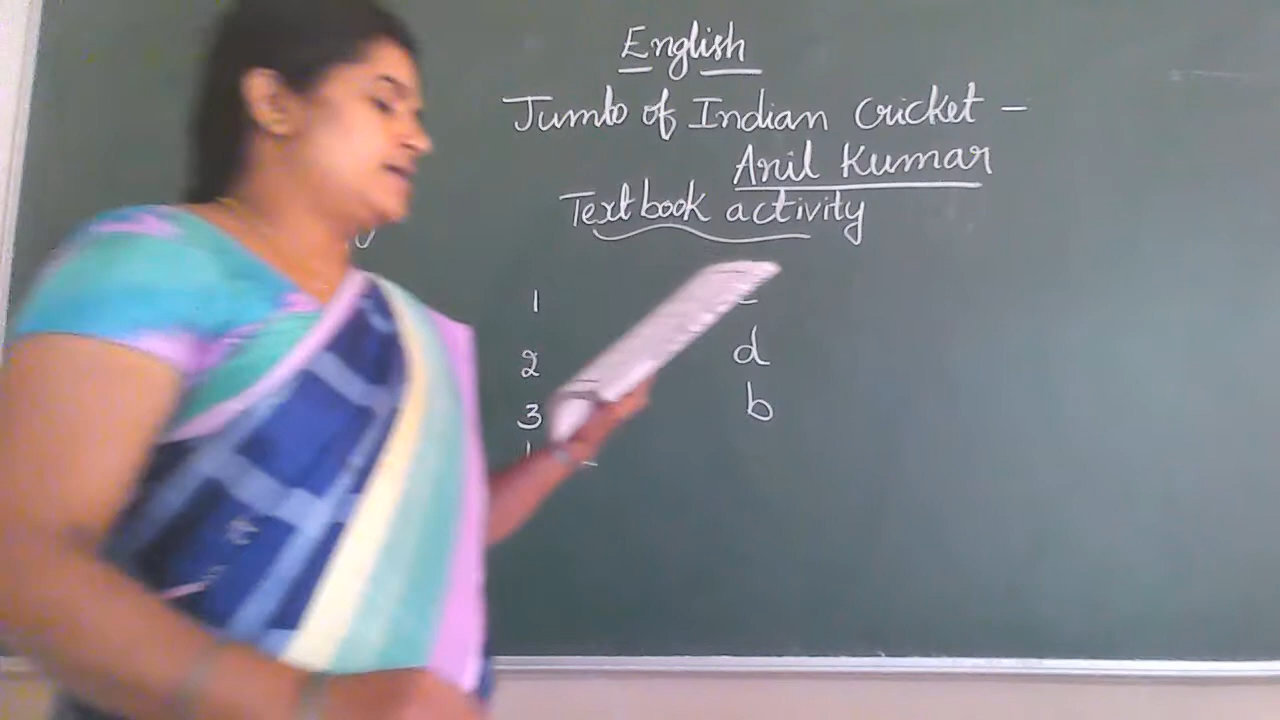 English
Jumbo of Indian Cricket -
Anil Kumar
Textbook activity
1
2 d
3 b